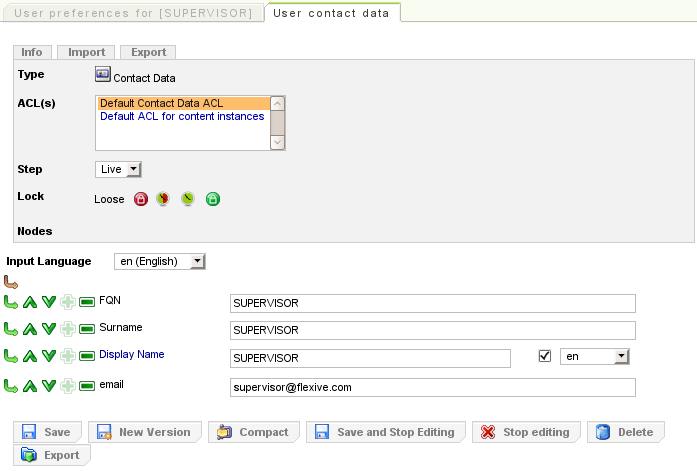 User preferences for [SUPERVISOR] User contact data
Info Import Export
Type Contact Data
ACL(s) Default Contact Data ACL
Default ACL for content instances
Step Live
Lock Loose
Nodes
Input Language en (English)
FQN SUPERVISOR
Surname SUPERVISOR
Display Name SUPERVISOR en
email supervisor@flexive.com
Save New Version Compact Save and Stop Editing Stop editing Delete
Export